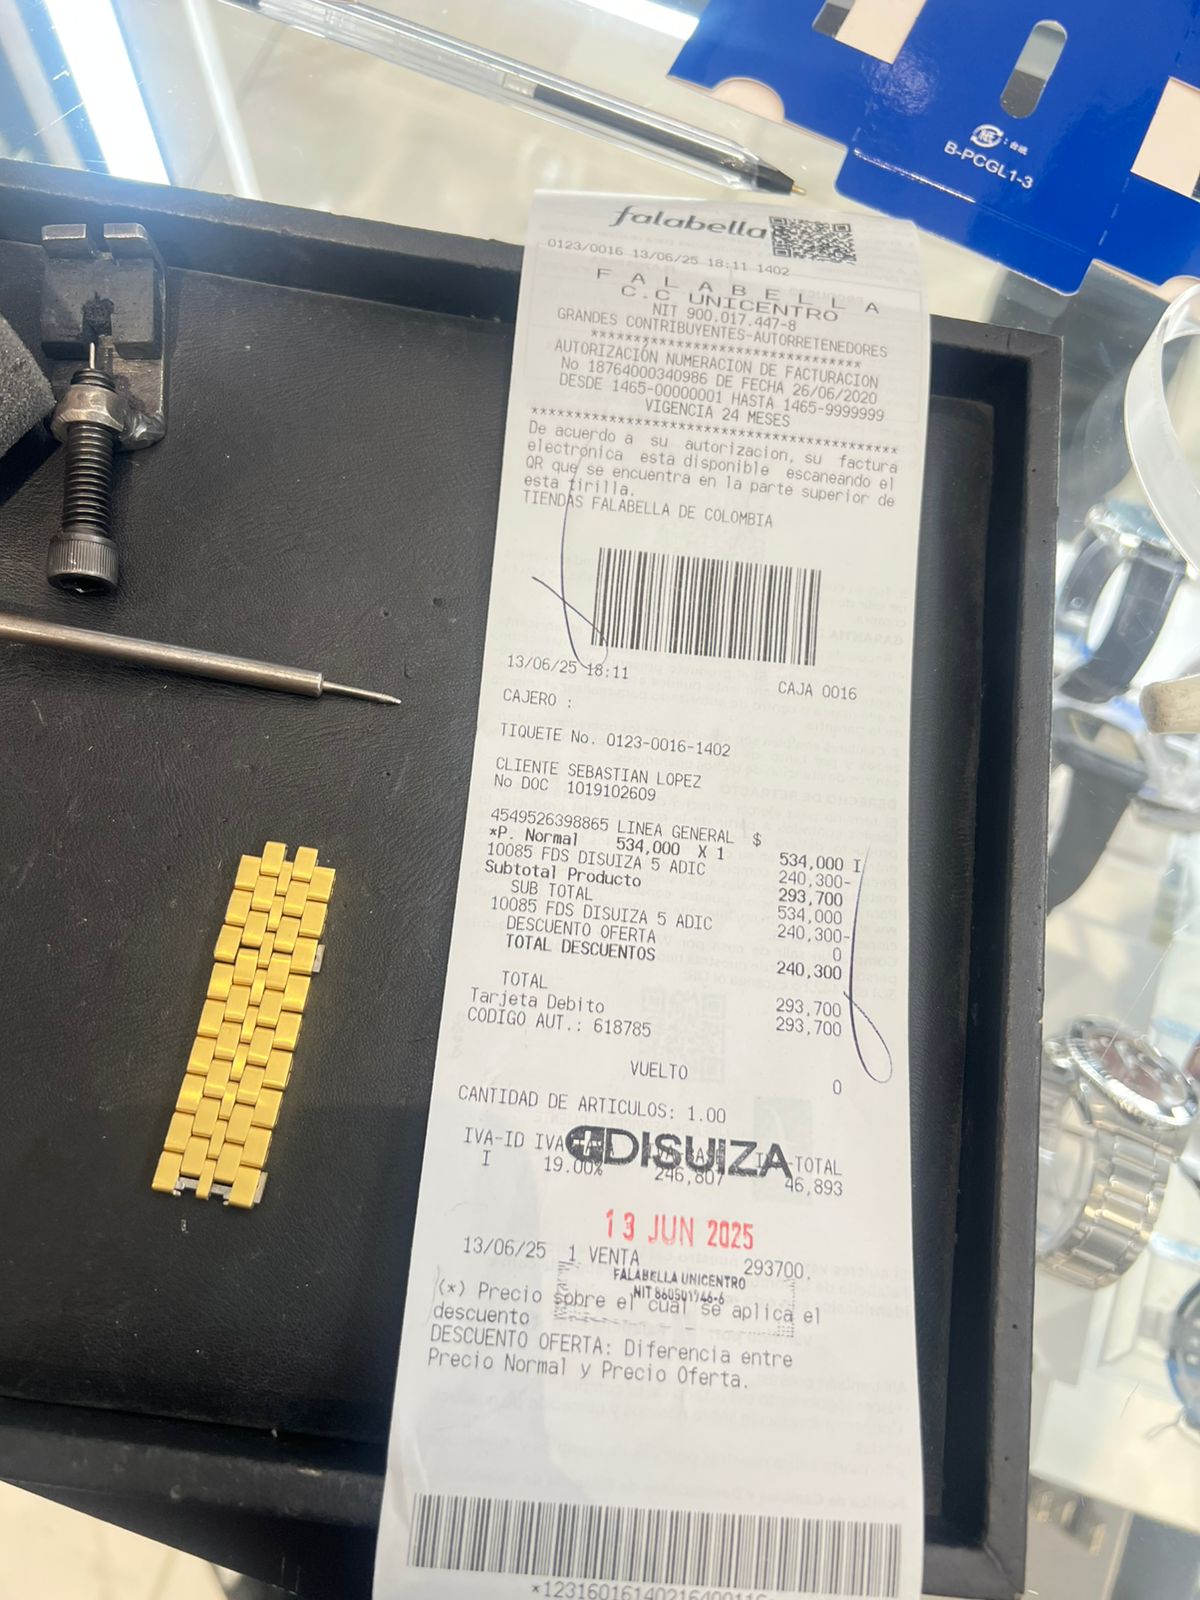 B-PCGL1-3
falabella
0123/0016 13/06/25 18:11 1402
F A L A B E L L A
C.C UNICENTRO
NIT 900.017.447-8
GRANDES CONTRIBUYENTES-AUTORRETENEDORES
************************************
AUTORIZACIÓN NUMERACION DE FACTURACION
No 18764000340986 DE FECHA 26/06/2020
DESDE 1465-00000001 HASTA 1465-9999999
VIGENCIA 24 MESES
****************************************
De acuerdo a su autorizacion, su factura
electrónica esta disponible escaneando el
QR que se encuentra en la parte superior de
esta tirilla.
TIENDAS FALABELLA DE COLOMBIA
13/06/25 18:11 CAJA 0016
CAJERO :
TIQUETE No. 0123-0016-1402
CLIENTE SEBASTIAN LOPEZ
No DOC 1019102609
4549526398865 LINEA GENERAL $
*P. Normal 534,000 X 1 534,000 I
10085 FDS DISUIZA 5 ADIC 240,300-
Subtotal Producto 293,700
SUB TOTAL 534,000
10085 FDS DISUIZA 5 ADIC 240,300-
DESCUENTO OFERTA 0
TOTAL DESCUENTOS 240,300
TOTAL 293,700
Tarjeta Debito 293,700
CODIGO AUT.: 618785
VUELTO 0
CANTIDAD DE ARTICULOS: 1.00
IVA-ID IVA TOTAL
DISUIZA
I 19.00% 246,807 46,893
13 JUN 2025
13/06/25 1 VENTA 293700.
FALABELLA UNICENTRO
NIT 860501946-6
(*) Precio sobre el cual se aplica el
descuento
DESCUENTO OFERTA: Diferencia entre
Precio Normal y Precio Oferta.